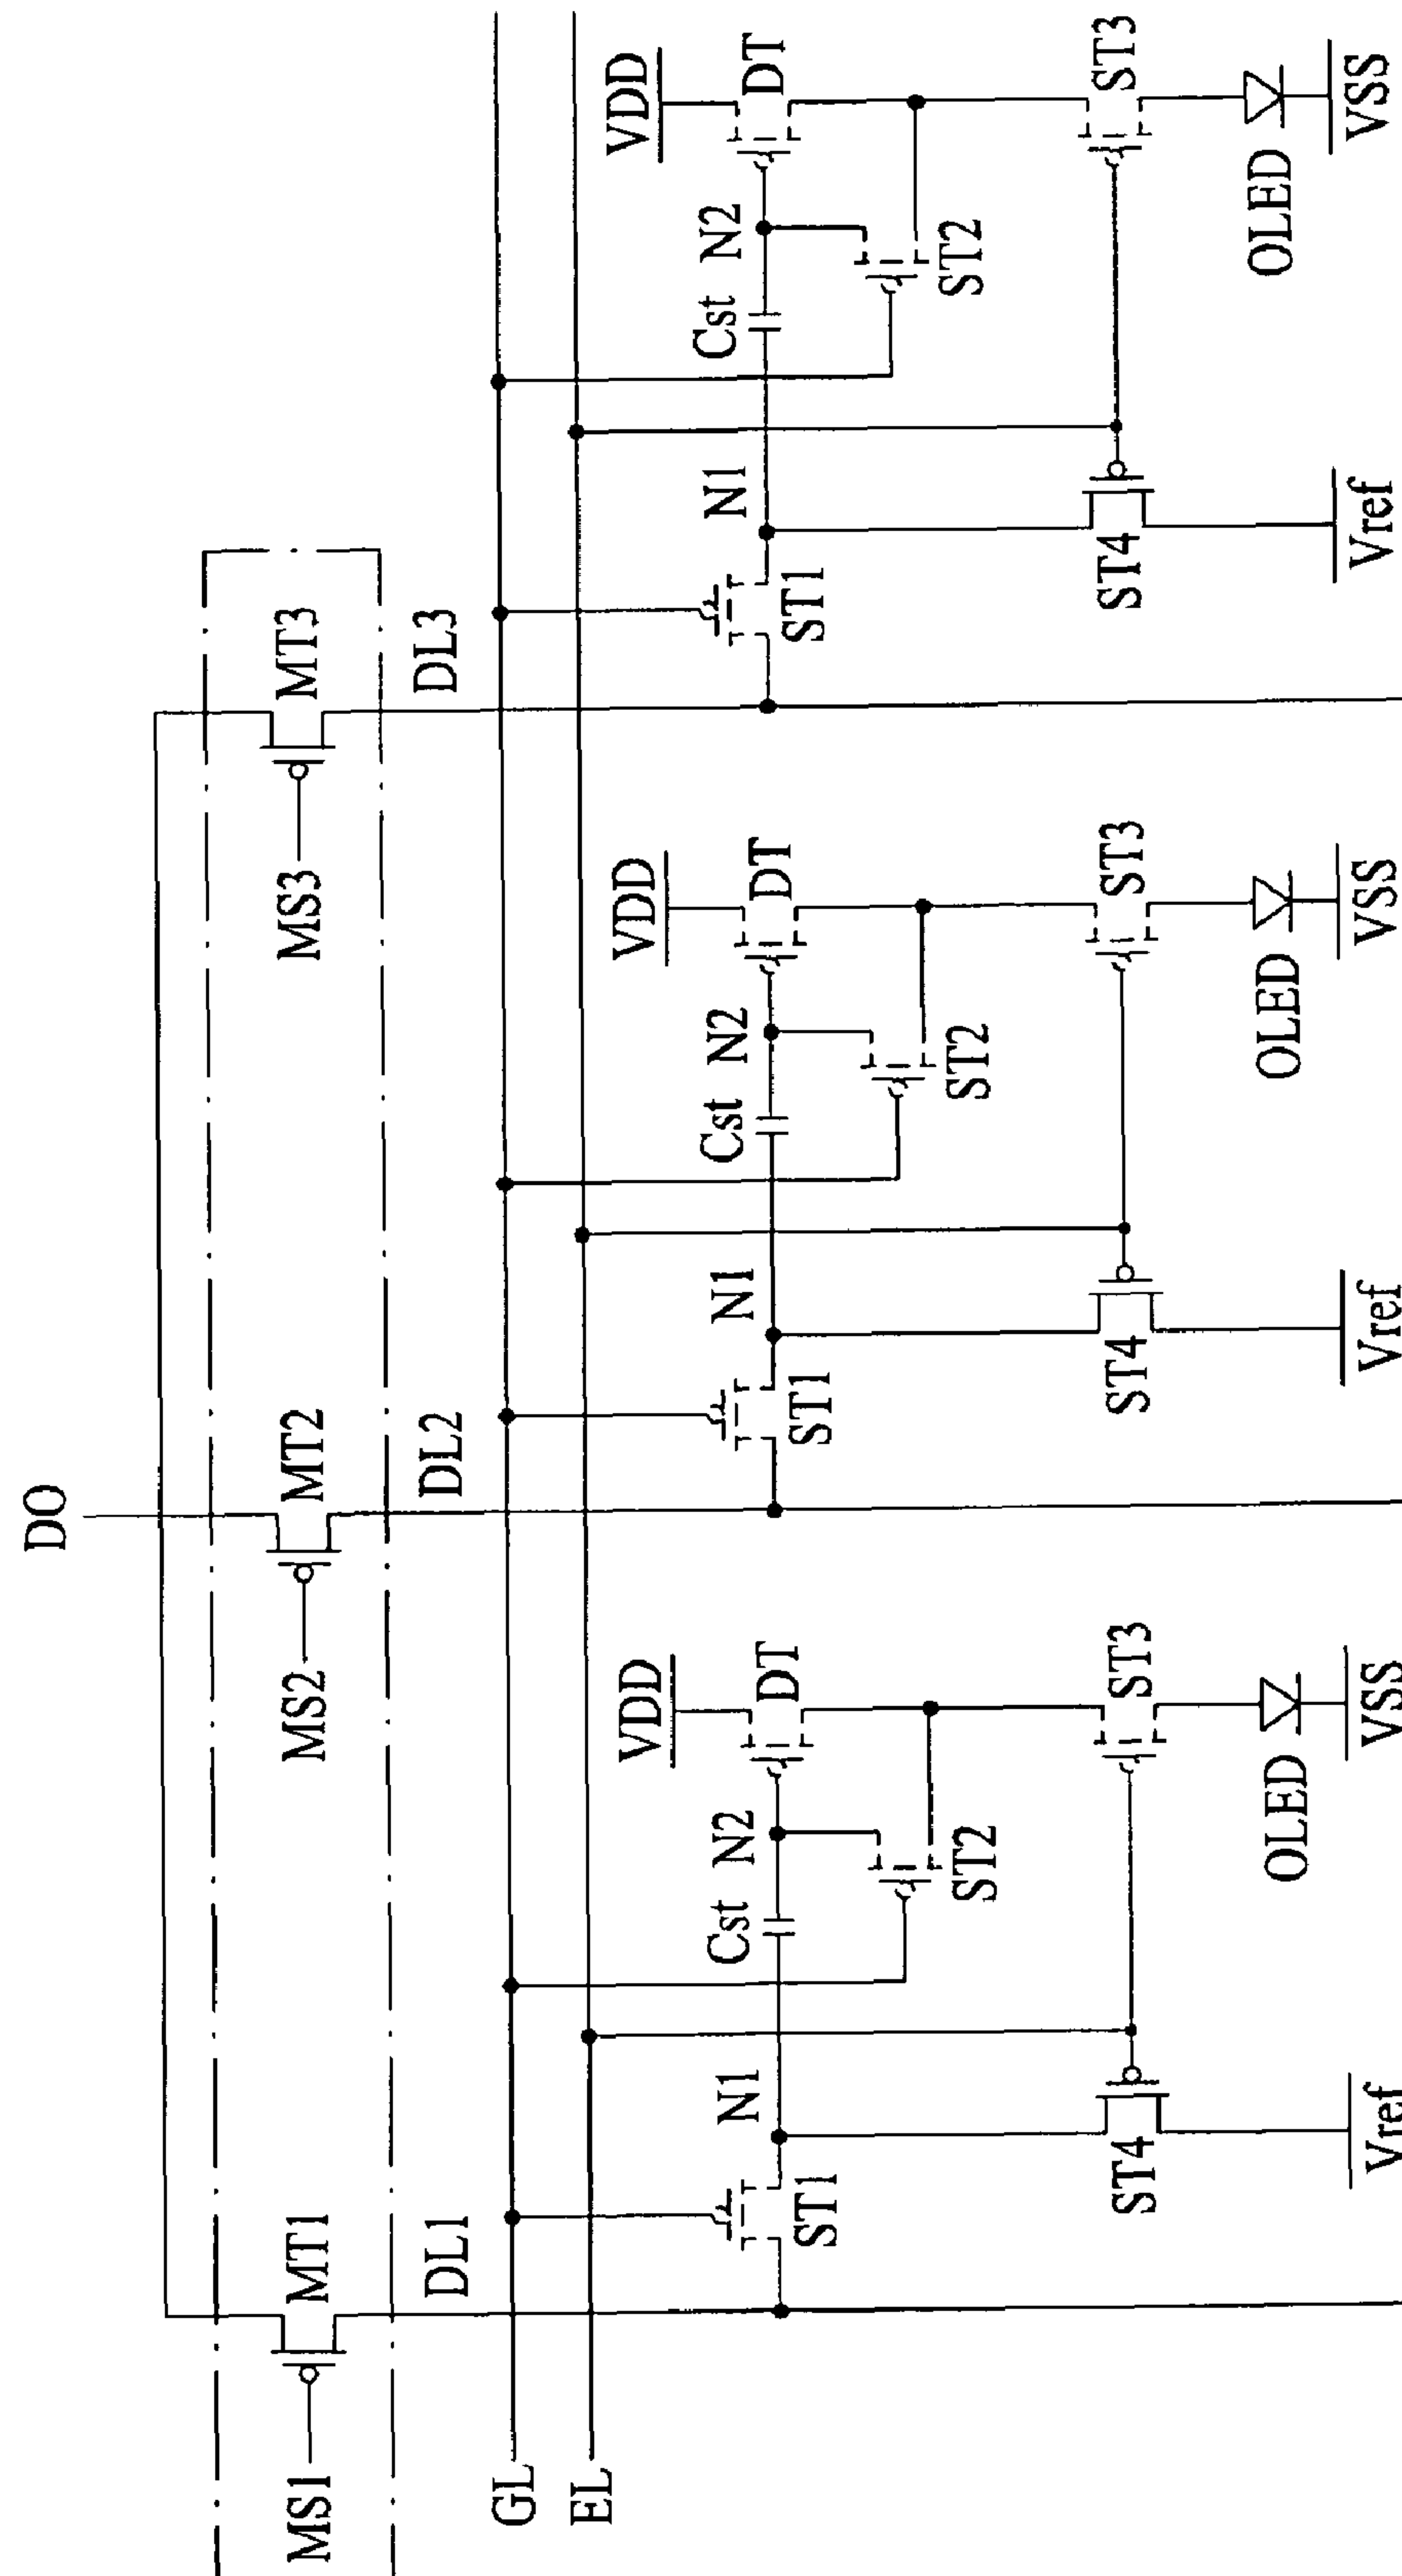 DO
MS1 MT1 MS2 MT2 MS3 MT3
DL1 DL2 DL3
GL
EL
VDD VDD VDD
N1 Cst N2 DT N1 Cst N2 DT N1 Cst N2 DT
ST1 ST1 ST1
ST2 ST2 ST2
ST4 ST3 ST4 ST3 ST4 ST3
OLED OLED OLED
Vref VSS Vref VSS Vref VSS